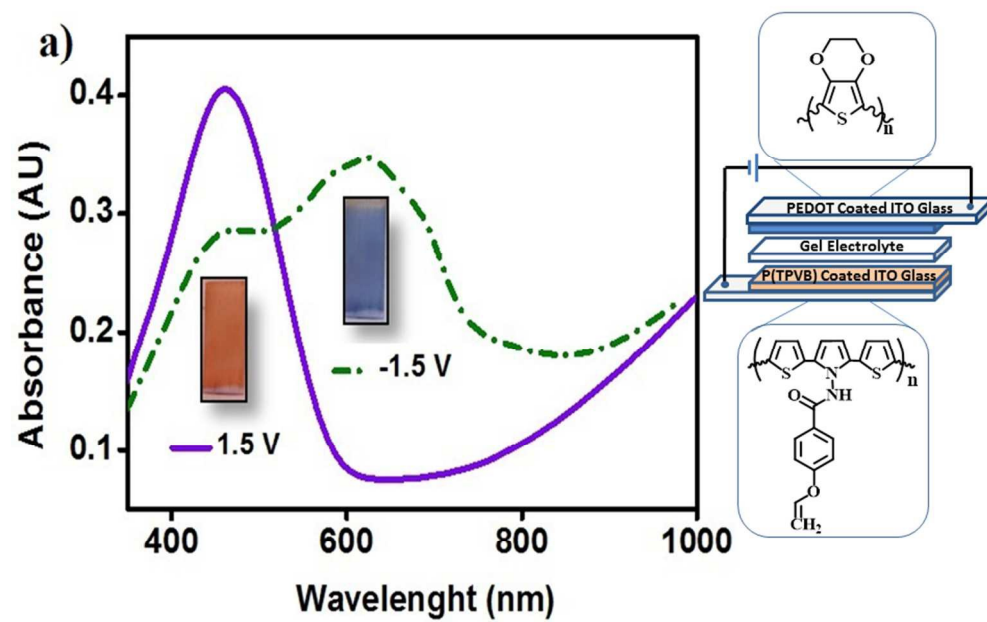 a)
Absorbance (AU)
0.4
0.3
0.2
0.1
1.5 V
-1.5 V
400
600
800
1000
Wavelenght (nm)
O
O
S
n
PEDOT Coated ITO Glass
Gel Electrolyte
P(TPVB) Coated ITO Glass
S
N
S
n
O
NH
O
CH2